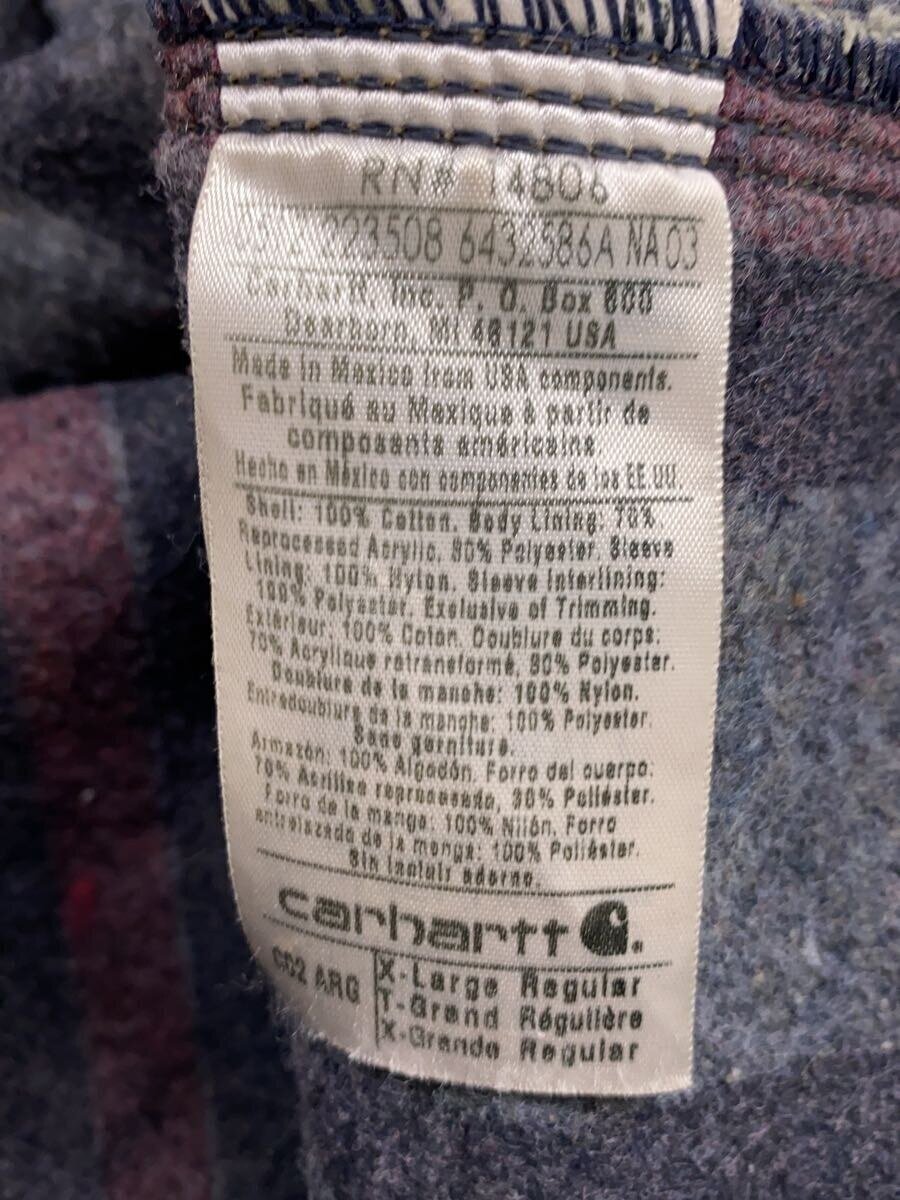 RN# 14806
223508 6432586A NA 03
Carhartt, Inc. P. O. Box 600
Dearborn, MI 48121 USA
Made in Mexico from USA components.
Fabriqué au Mexique à partir de
composants américains
Hecho en México con componentes de los EE.UU.
Shell: 100% Cotton. Body Lining: 70%
Reprocessed Acrylic, 30% Polyester. Sleeve
Lining: 100% Nylon. Sleeve Interlining:
100% Polyester. Exclusive of Trimming.
Extérieur: 100% Coton. Doublure du corps:
70% Acrylique retransformé, 30% Polyester.
Doublure de la manche: 100% Nylon.
Entredoublure de la manche: 100% Polyester.
Sans garniture.
Armazón: 100% Algodón. Forro del cuerpo:
70% Acrílico reprocesado, 30% Poliéster.
Forro de la manga: 100% Nilón. Forro
entrelazado de la manga: 100% Poliéster.
Sin incluir adorno.
carhartt
C62 ARG
X-Large Regular
T-Grand Régulière
X-Grande Regular